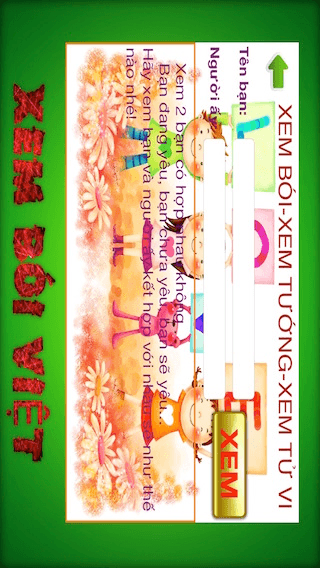 XEM BÓI-XEM TƯỚNG-XEM TỬ VI
Tên bạn:
Người ấy
XEM
Xem 2 bạn có hợp nhau không
Bạn đang yêu, bạn chưa yêu, bạn sẽ yêu...
Hãy xem bạn và người ấy kết hợp với nhau sẽ như thế
nào nhé!
XEM BÓI VIỆT